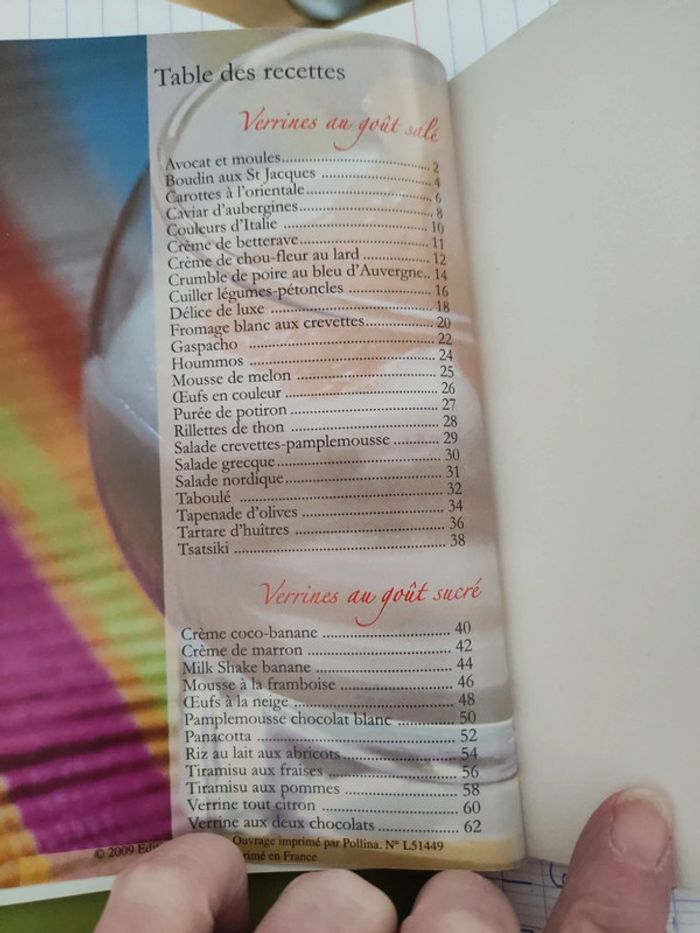 Table des recettes
Verrines au goût salé
Avocat et moules.......................................... 2
Boudin aux St Jacques .............................. 4
Carottes à l'orientale.................................. 6
Caviar d'aubergines.................................... 8
Couleurs d'Italie ........................................ 10
Crème de betterave.................................... 11
Crème de chou-fleur au lard .................. 12
Crumble de poire au bleu d'Auvergne.. 14
Cuiller légumes-pétoncles ...................... 16
Délice de luxe ............................................ 18
Fromage blanc aux crevettes.................. 20
Gaspacho .................................................... 22
Hoummos .................................................. 24
Mousse de melon ...................................... 25
Œufs en couleur ........................................ 26
Purée de potiron ........................................ 27
Rillettes de thon ........................................ 28
Salade crevettes-pamplemousse ............ 29
Salade grecque............................................ 30
Salade nordique.......................................... 31
Taboulé ...................................................... 32
Tapenade d'olives ...................................... 34
Tartare d'huîtres ........................................ 36
Tsatsiki ........................................................ 38
Verrines au goût sucré
Crème coco-banane .................................. 40
Crème de marron ...................................... 42
Milk Shake banane .................................... 44
Mousse à la framboise .............................. 46
Œufs à la neige .......................................... 48
Pamplemousse chocolat blanc .............. 50
Panacotta .................................................... 52
Riz au lait aux abricots.............................. 54
Tiramisu aux fraises .................................. 56
Tiramisu aux pommes .............................. 58
Verrine tout citron .................................... 60
Verrine aux deux chocolats...................... 62
© 2009 Ouvrage imprimé par Pollina. N° L51449
en France